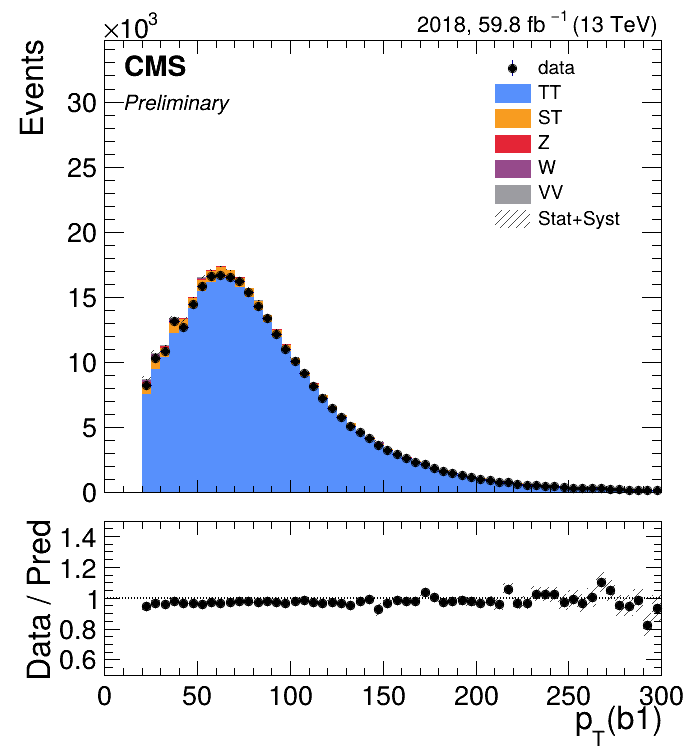 ×10³
2018, 59.8 fb⁻¹ (13 TeV)
CMS
Preliminary
Events
data
TT
ST
Z
W
VV
Stat+Syst
30
25
20
15
10
5
0
Data / Pred
1.4
1.2
1
0.8
0.6
0 50 100 150 200 250 300
p_T(b1)